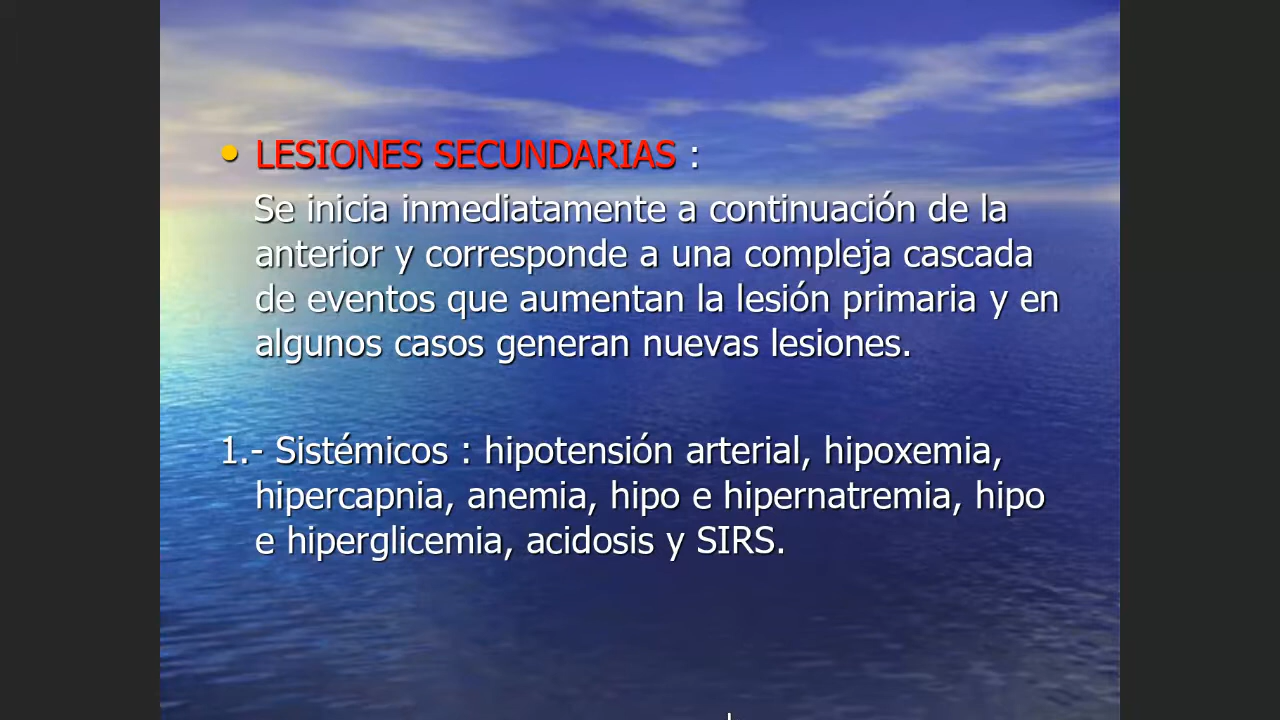 • LESIONES SECUNDARIAS :
Se inicia inmediatamente a continuación de la
anterior y corresponde a una compleja cascada
de eventos que aumentan la lesión primaria y en
algunos casos generan nuevas lesiones.
1.- Sistémicos : hipotensión arterial, hipoxemia,
hipercapnia, anemia, hipo e hipernatremia, hipo
e hiperglicemia, acidosis y SIRS.